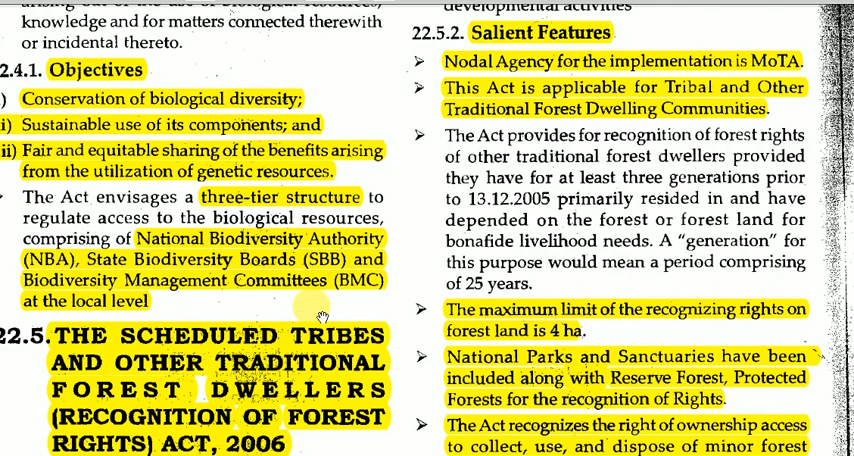 knowledge and for matters connected therewith
or incidental thereto.
2.4.1. Objectives
) Conservation of biological diversity;
i) Sustainable use of its components; and
ii) Fair and equitable sharing of the benefits arising
from the utilization of genetic resources.
The Act envisages a three-tier structure to
regulate access to the biological resources,
comprising of National Biodiversity Authority
(NBA), State Biodiversity Boards (SBB) and
Biodiversity Management Committees (BMC)
at the local level
22.5. THE SCHEDULED TRIBES
AND OTHER TRADITIONAL
FOREST DWELLERS
(RECOGNITION OF FOREST
RIGHTS) ACT, 2006
developmental activities
22.5.2. Salient Features
➢ Nodal Agency for the implementation is MoTA.
➢ This Act is applicable for Tribal and Other
Traditional Forest Dwelling Communities.
➢ The Act provides for recognition of forest rights
of other traditional forest dwellers provided
they have for at least three generations prior
to 13.12.2005 primarily resided in and have
depended on the forest or forest land for
bonafide livelihood needs. A “generation” for
this purpose would mean a period comprising
of 25 years.
➢ The maximum limit of the recognizing rights on
forest land is 4 ha.
➢ National Parks and Sanctuaries have been
included along with Reserve Forest, Protected
Forests for the recognition of Rights.
➢ The Act recognizes the right of ownership access
to collect, use, and dispose of minor forest